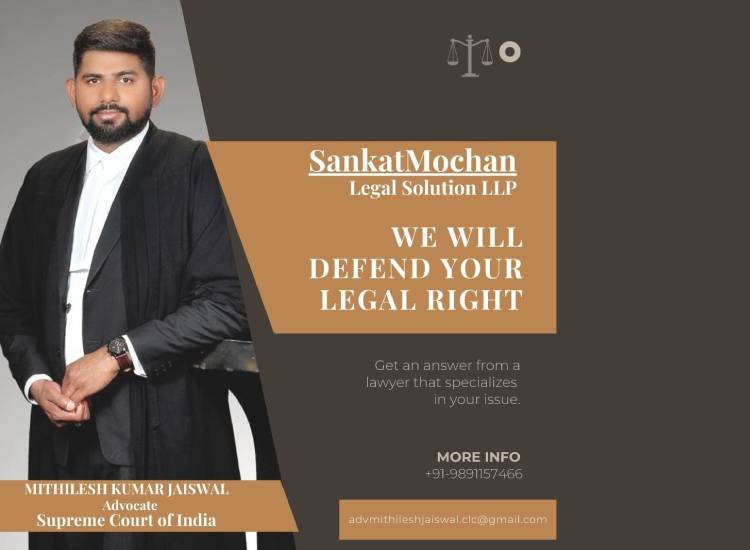 SankatMochan
Legal Solution LLP
WE WILL
DEFEND YOUR
LEGAL RIGHT
Get an answer from a
lawyer that specializes
in your issue.
MORE INFO
+91-9891157466
advmithileshjaiswal.clc@gmail.com
MITHILESH KUMAR JAISWAL
Advocate
Supreme Court of India